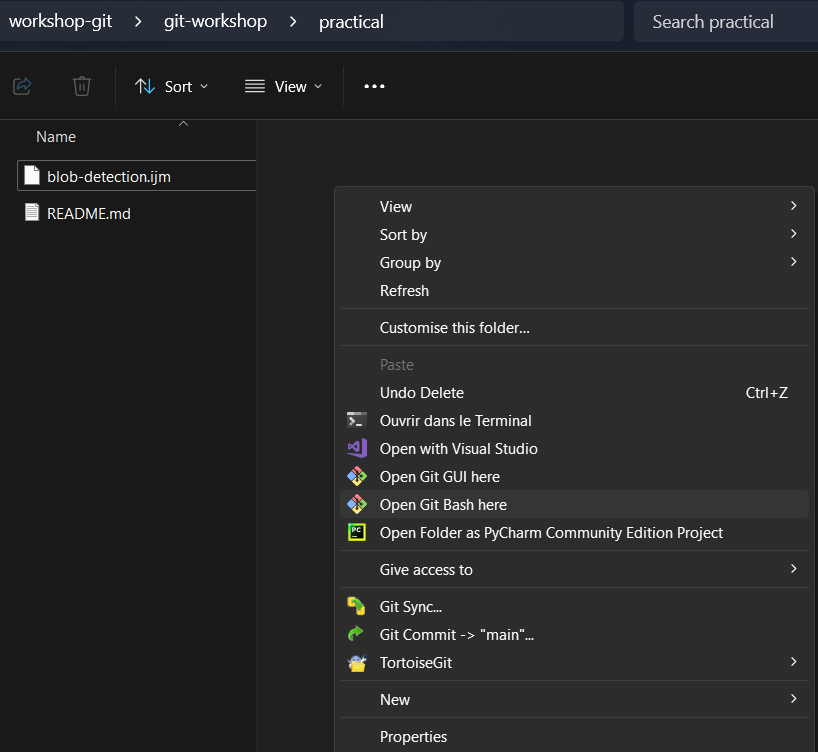 workshop-git > git-workshop > practical Search practical
Sort View
Name
blob-detection.ijm
README.md
View
Sort by
Group by
Refresh
Customise this folder...
Paste
Undo Delete Ctrl+Z
Ouvrir dans le Terminal
Open with Visual Studio
Open Git GUI here
Open Git Bash here
PC Open Folder as PyCharm Community Edition Project
Give access to
Git Sync...
Git Commit -> "main"...
TortoiseGit
New
Properties